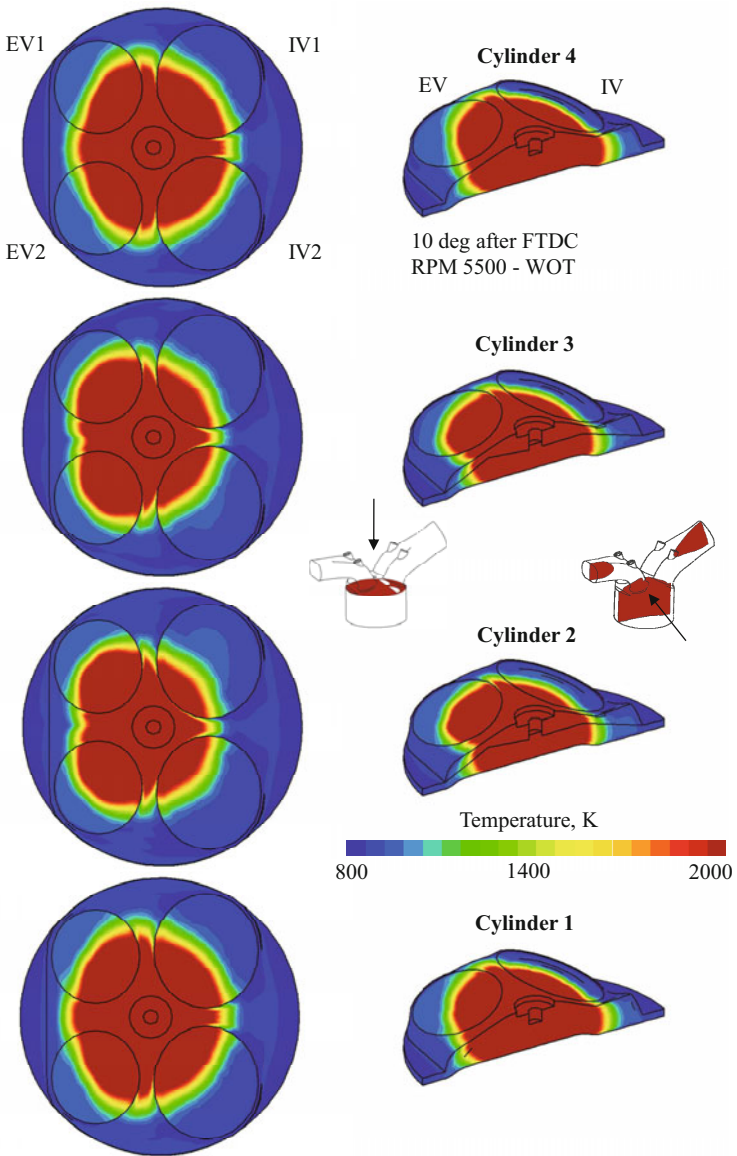 EV1
IV1
Cylinder 4
EV
IV
EV2
IV2
10 deg after FTDC
RPM 5500 - WOT
Cylinder 3
Cylinder 2
Temperature, K
800
1400
2000
Cylinder 1